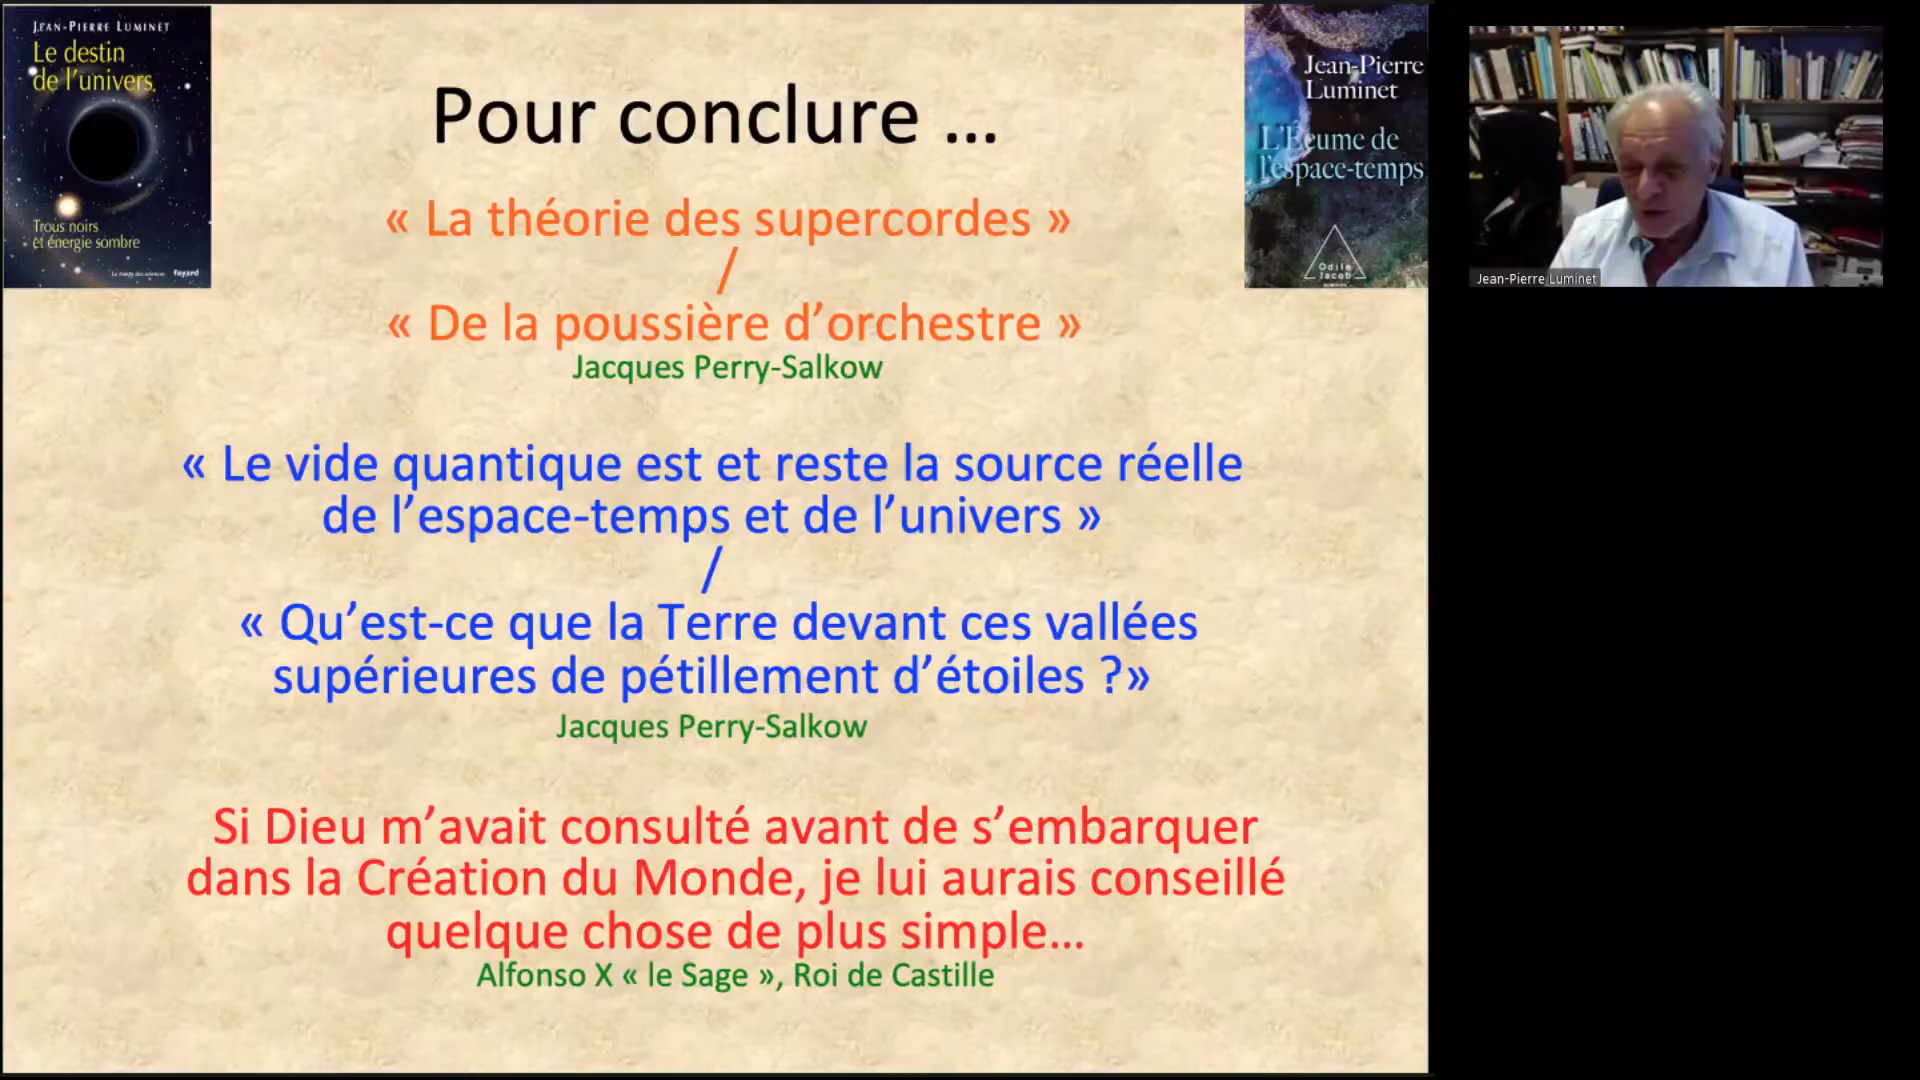 JEAN-PIERRE LUMINET
Le destin
de l'univers
Trous noirs
et énergie sombre
Le temps des sciences
fayard
Pour conclure ...
« La théorie des supercordes »
/
« De la poussière d’orchestre »
Jacques Perry-Salkow
« Le vide quantique est et reste la source réelle
de l’espace-temps et de l’univers »
/
« Qu’est-ce que la Terre devant ces vallées
supérieures de pétillement d’étoiles ?»
Jacques Perry-Salkow
Si Dieu m’avait consulté avant de s’embarquer
dans la Création du Monde, je lui aurais conseillé
quelque chose de plus simple...
Alfonso X « le Sage », Roi de Castille
Jean-Pierre
Luminet
L'Écume de
l'espace-temps
Odile
Jacob
sciences
Jean-Pierre Luminet